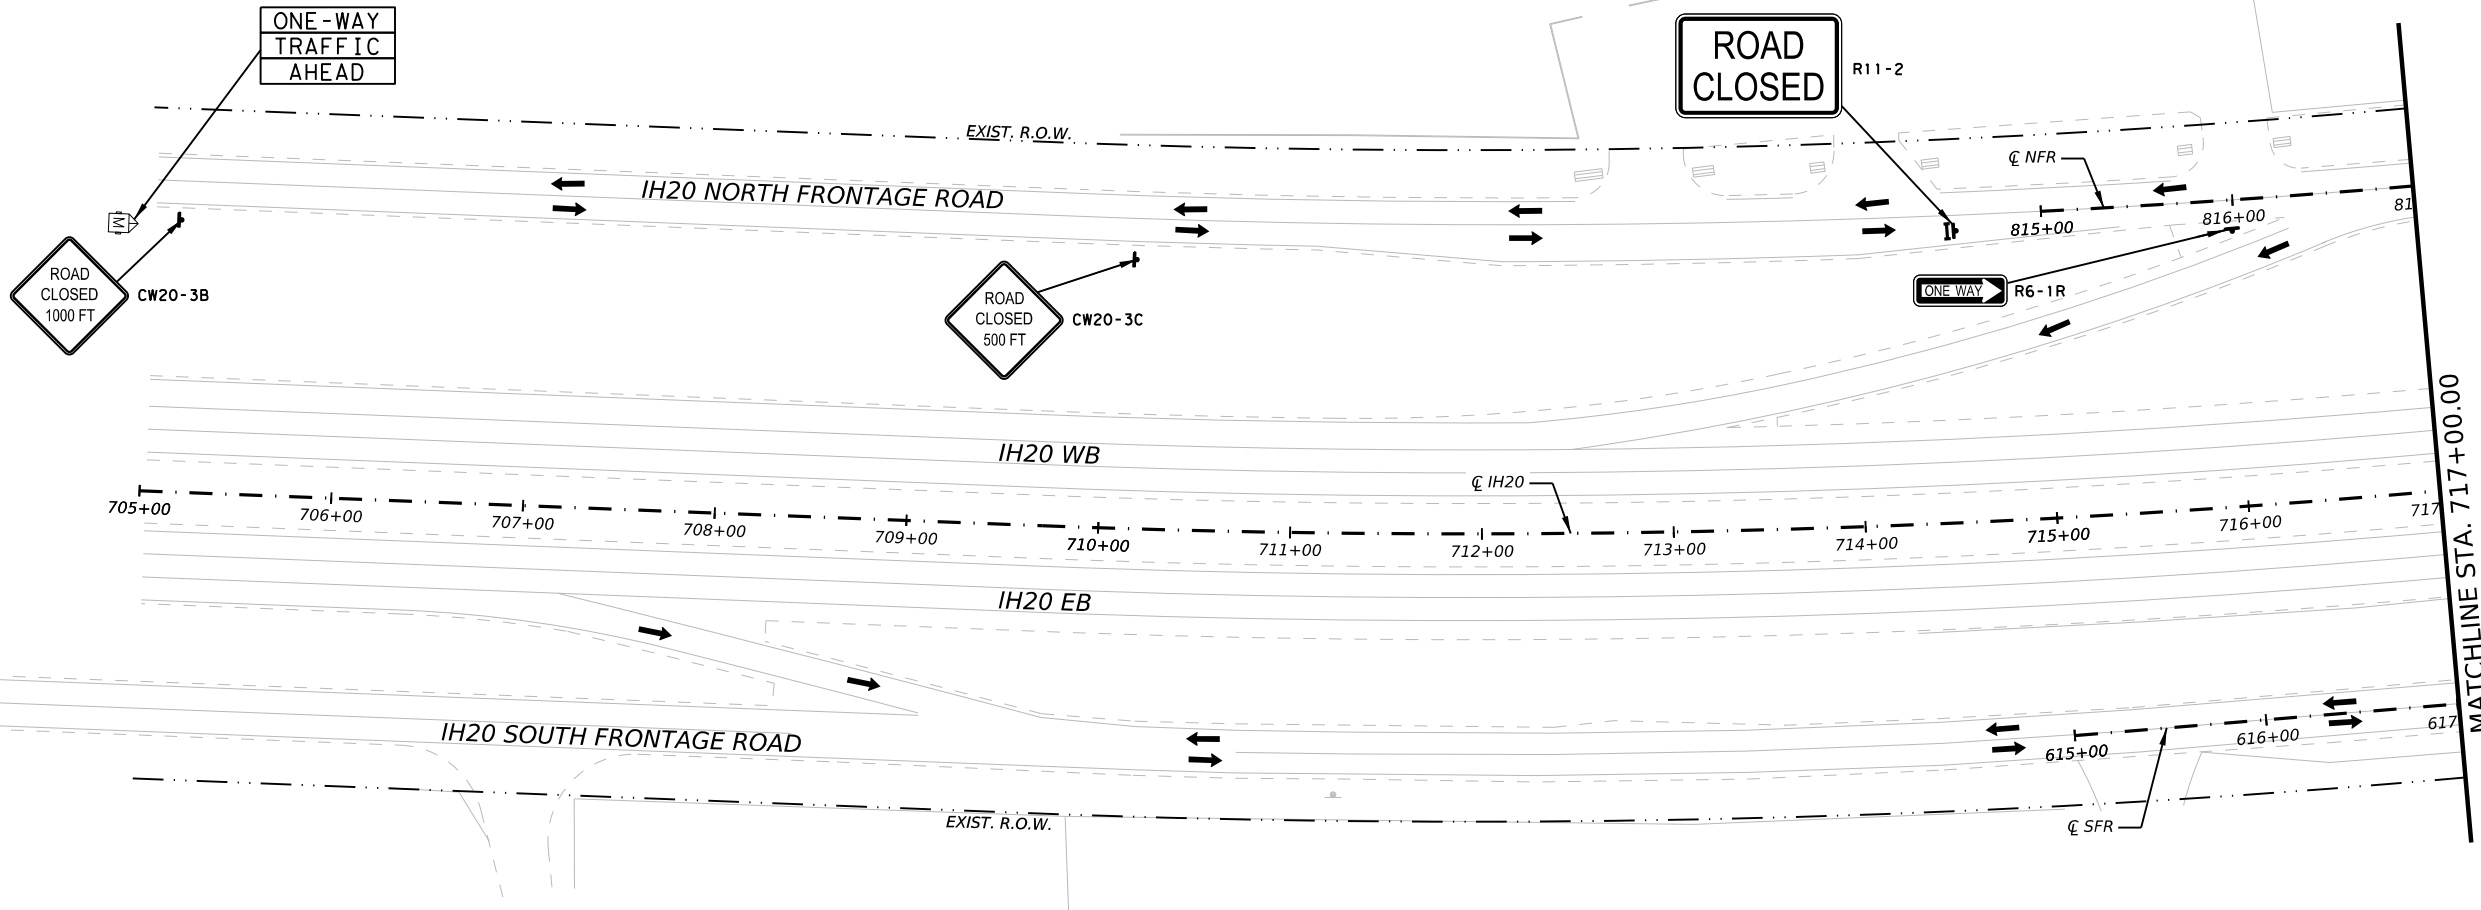 ONE-WAY
TRAFFIC
AHEAD
ROAD
CLOSED
R11-2
EXIST. R.O.W.
℄ NFR
IH20 NORTH FRONTAGE ROAD
M
815+00
816+00
81
ROAD
CLOSED
1000 FT
CW20-3B
ROAD
CLOSED
500 FT
CW20-3C
ONE WAY
R6-1R
IH20 WB
℄ IH20
705+00
706+00
707+00
708+00
709+00
710+00
711+00
712+00
713+00
714+00
715+00
716+00
717
MATCHLINE STA. 717+00.00
IH20 EB
IH20 SOUTH FRONTAGE ROAD
615+00
616+00
617
EXIST. R.O.W.
℄ SFR